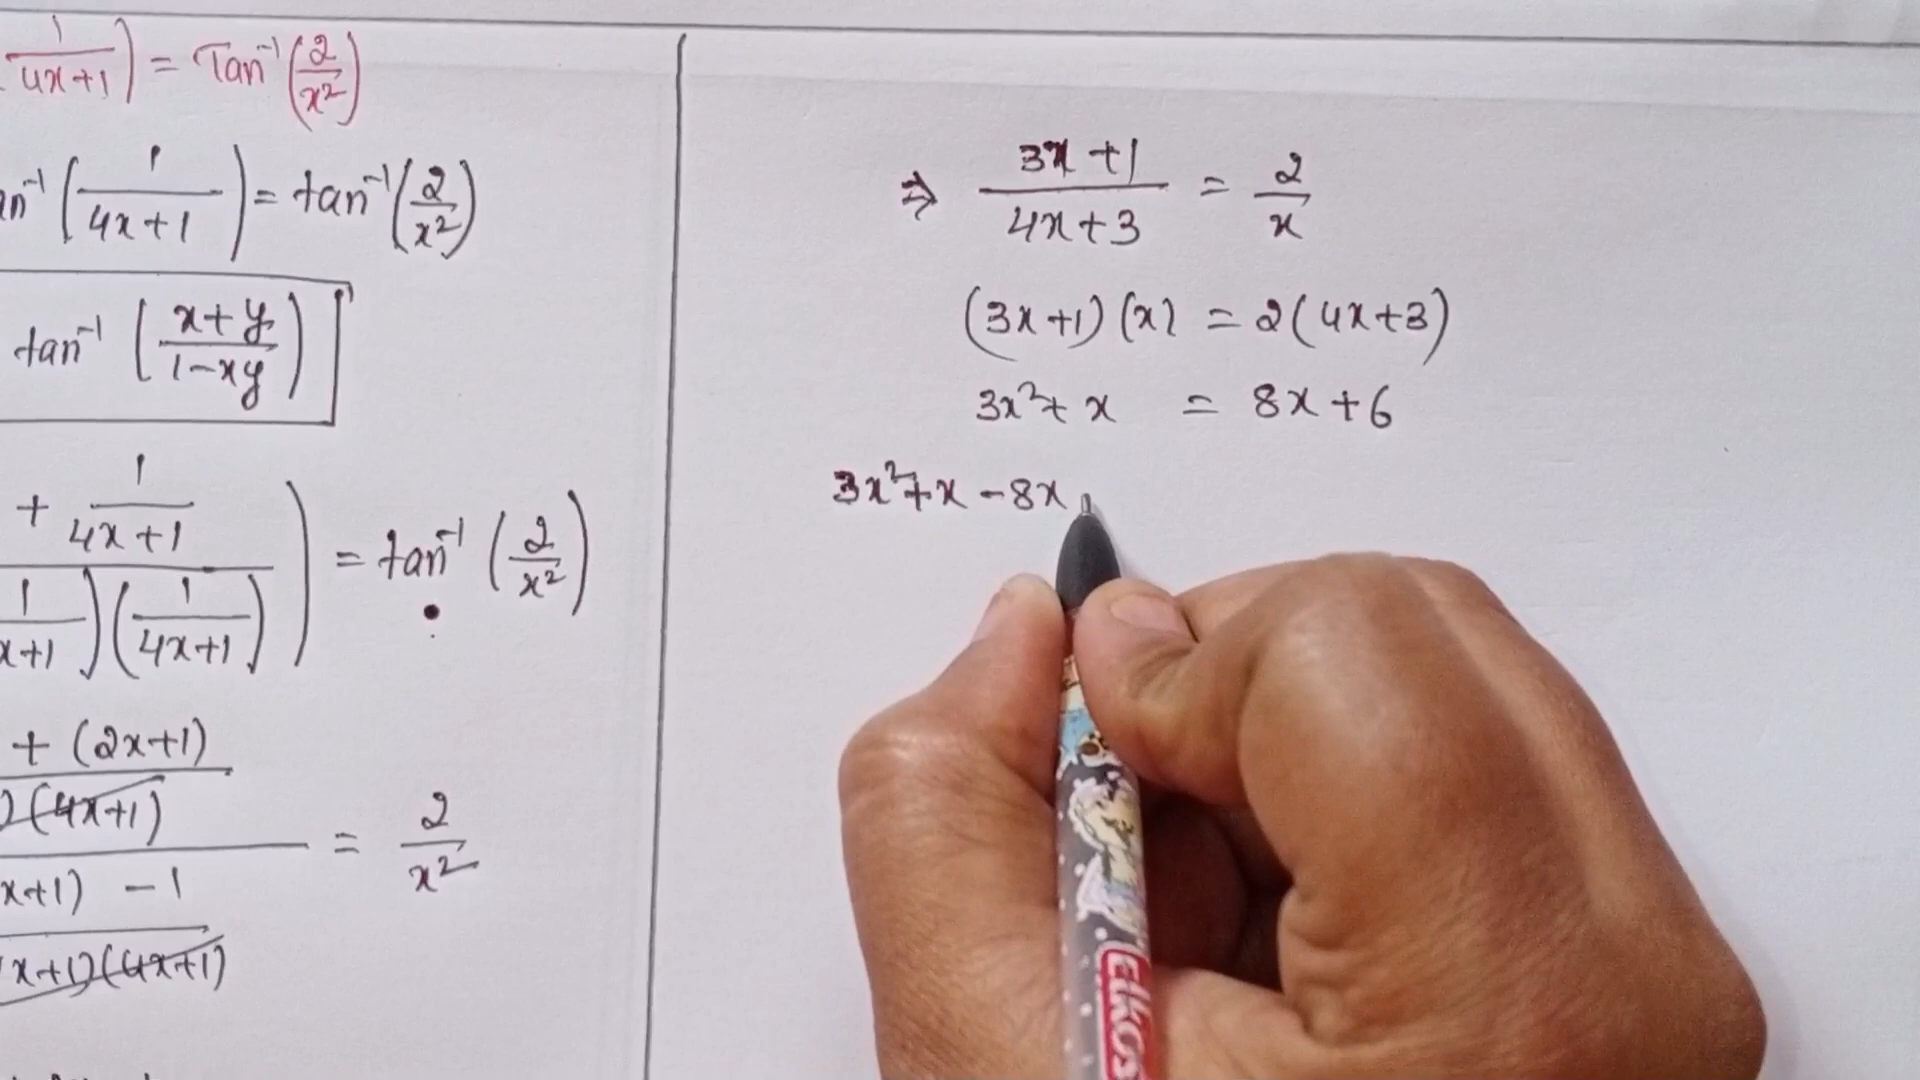 1/(4x+1)) = Tan⁻¹(2/x²)
an⁻¹(1/(4x+1)) = tan⁻¹(2/x²)
tan⁻¹((x+y)/(1-xy))
+ 1/(4x+1)
1/(x+1))(1/(4x+1)) = tan⁻¹(2/x²)
+ (2x+1)
)(4x+1)
x+1) - 1 = 2/x²
x+1)(4x+1)
⇒ (3x+1)/(4x+3) = 2/x
(3x+1)(x) = 2(4x+3)
3x²+x = 8x+6
3x²+x-8x
Elkos